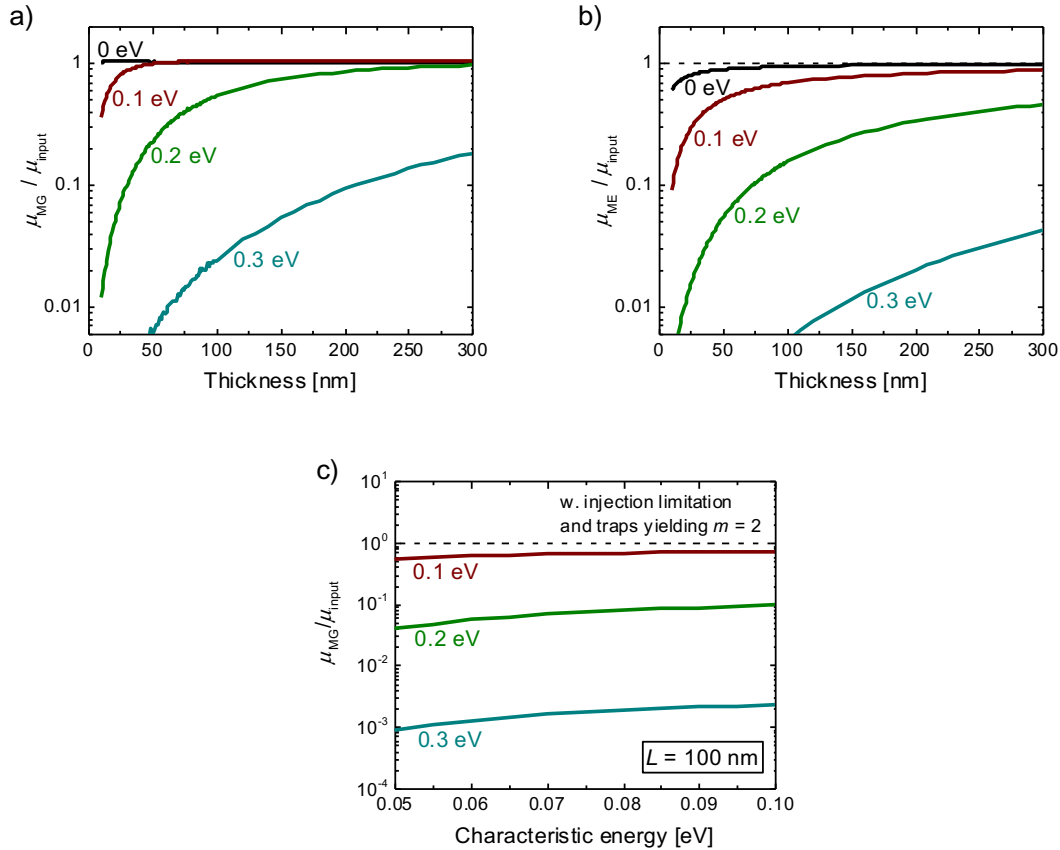 a)
μMG / μinput
1
0.1
0.01
0 eV
0.1 eV
0.2 eV
0.3 eV
0 50 100 150 200 250 300
Thickness [nm]
b)
μME / μinput
1
0.1
0.01
0 eV
0.1 eV
0.2 eV
0.3 eV
0 50 100 150 200 250 300
Thickness [nm]
c)
μMG/μinput
10¹
10⁰
10⁻¹
10⁻²
10⁻³
10⁻⁴
w. injection limitation
and traps yielding m = 2
0.1 eV
0.2 eV
0.3 eV
L = 100 nm
0.05 0.06 0.07 0.08 0.09 0.10
Characteristic energy [eV]